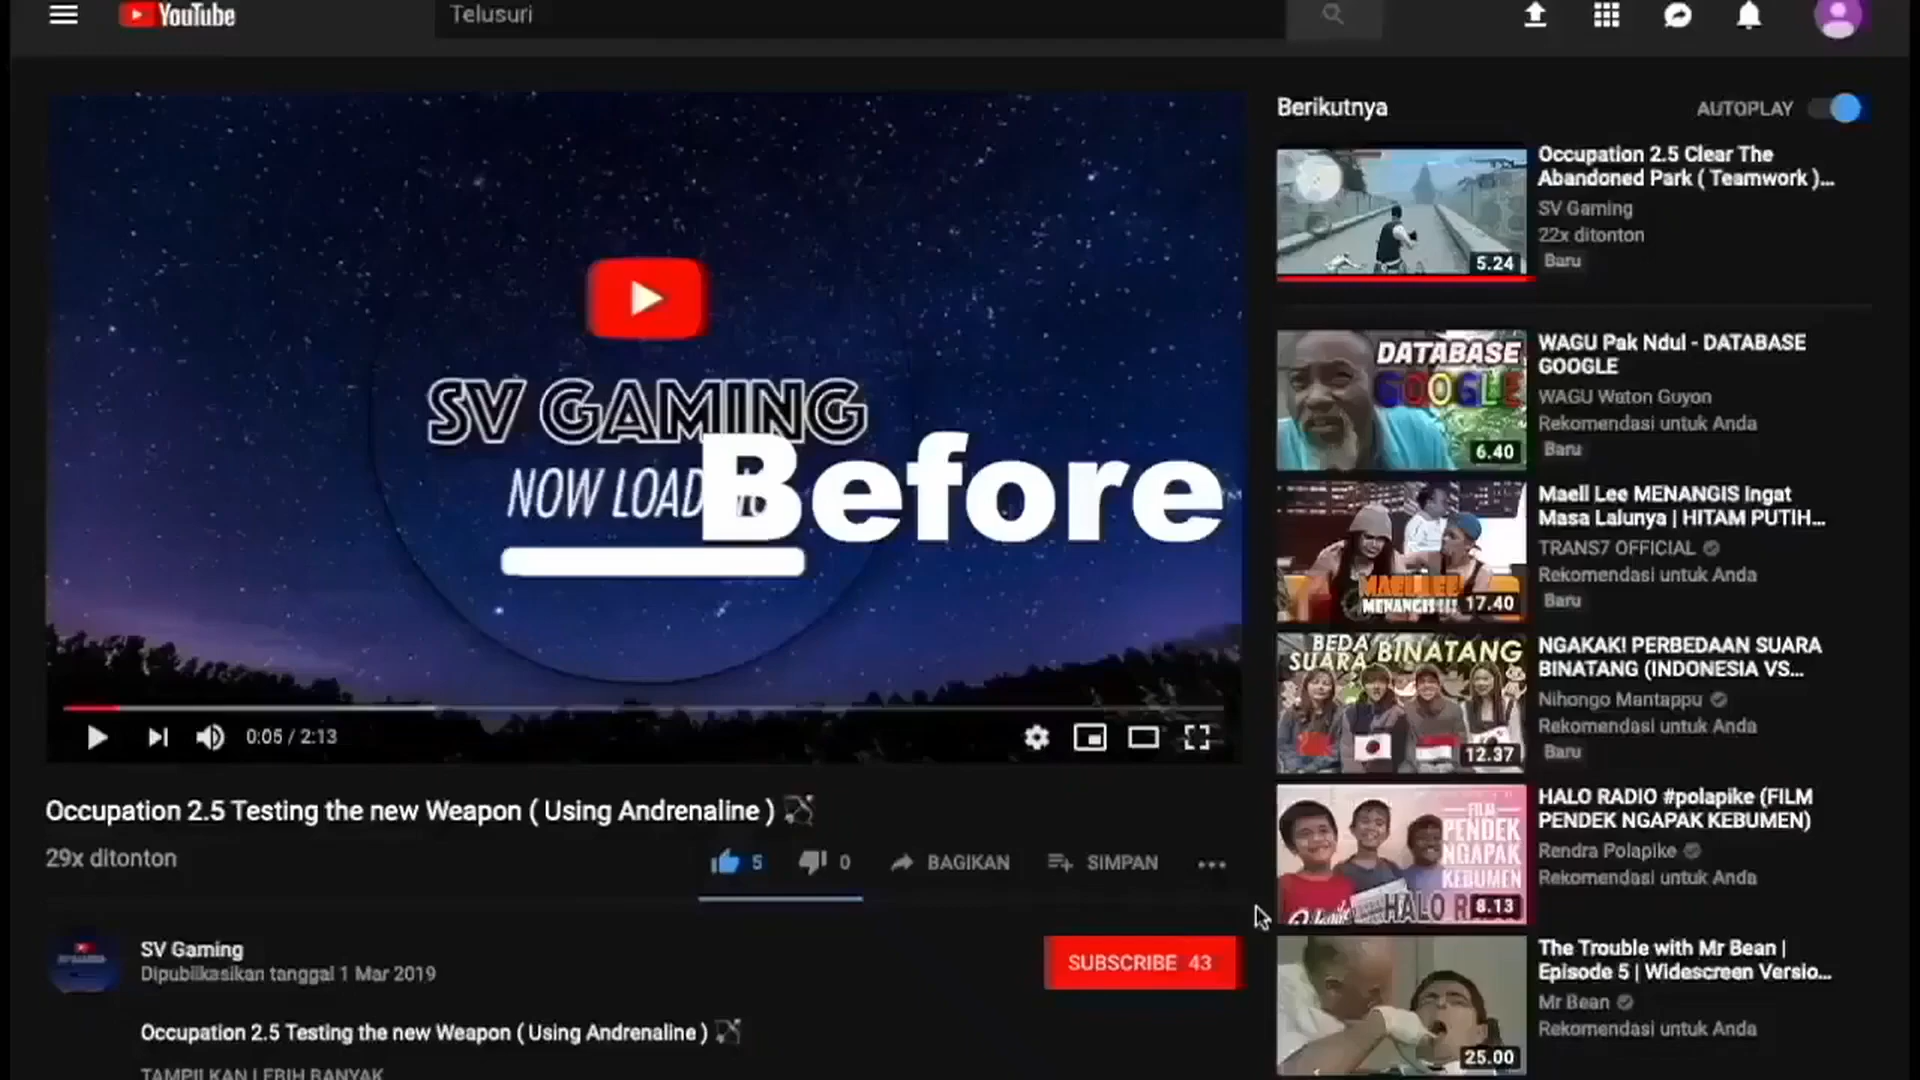 YouTube
Telusuri
SV GAMING
NOW LOAD
Before
0:05 / 2:13
Occupation 2.5 Testing the new Weapon ( Using Andrenaline )
29x ditonton
5
0
BAGIKAN
SIMPAN
SV Gaming
Dipublikasikan tanggal 1 Mar 2019
SUBSCRIBE 43
Occupation 2.5 Testing the new Weapon ( Using Andrenaline )
TAMPILKAN LEBIH BANYAK
Berikutnya
AUTOPLAY
5.24
Occupation 2.5 Clear The
Abandoned Park ( Teamwork )...
SV Gaming
22x ditonton
Baru
DATABASE
GOOGLE
6.40
WAGU Pak Ndul - DATABASE
GOOGLE
WAGU Waton Guyon
Rekomendasi untuk Anda
Baru
MAELL LEE
MENANGIS!!!
17.40
Maell Lee MENANGIS Ingat
Masa Lalunya | HITAM PUTIH...
TRANS7 OFFICIAL
Rekomendasi untuk Anda
Baru
BEDA
SUARA BINATANG
12.37
NGAKAK! PERBEDAAN SUARA
BINATANG (INDONESIA VS...
Nihongo Mantappu
Rekomendasi untuk Anda
Baru
FILM
PENDEK
NGAPAK
KEBUMEN
HALO R
8.13
HALO RADIO #polapike (FILM
PENDEK NGAPAK KEBUMEN)
Rendra Polapike
Rekomendasi untuk Anda
25.00
The Trouble with Mr Bean |
Episode 5 | Widescreen Versio...
Mr Bean
Rekomendasi untuk Anda